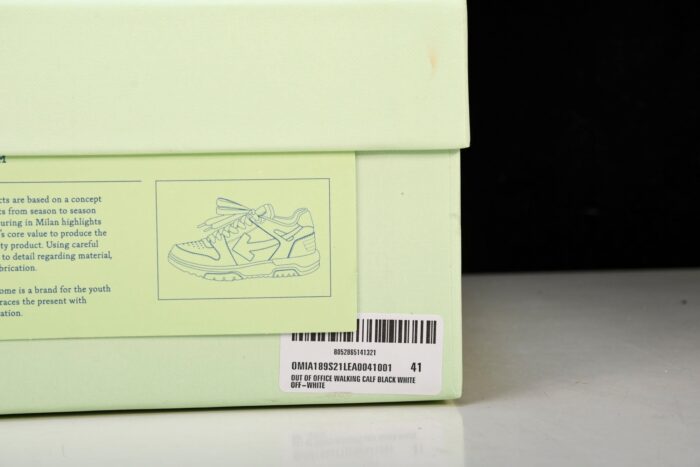 M
cts are based on a concept
ts from season to season
uring in Milan highlights
's core value to produce the
ty product. Using careful
to detail regarding material,
brication.
ome is a brand for the youth
races the present with
ation.
8052865141321
OMIA189S21LEA0041001 41
OUT OF OFFICE WALKING CALF BLACK WHITE
OFF-WHITE